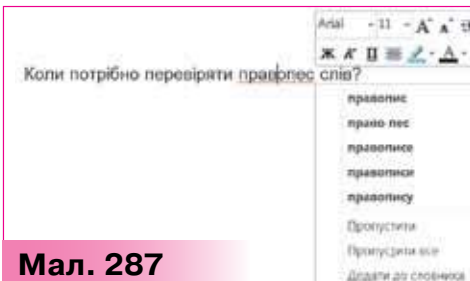 Arial 11 A A
Ж К П А
Коли потрібно перевіряти правопес слів?
правопис
право пес
правописе
правописи
правопису
Пропустити
Пропустити все
Додати до словника
Мал. 287